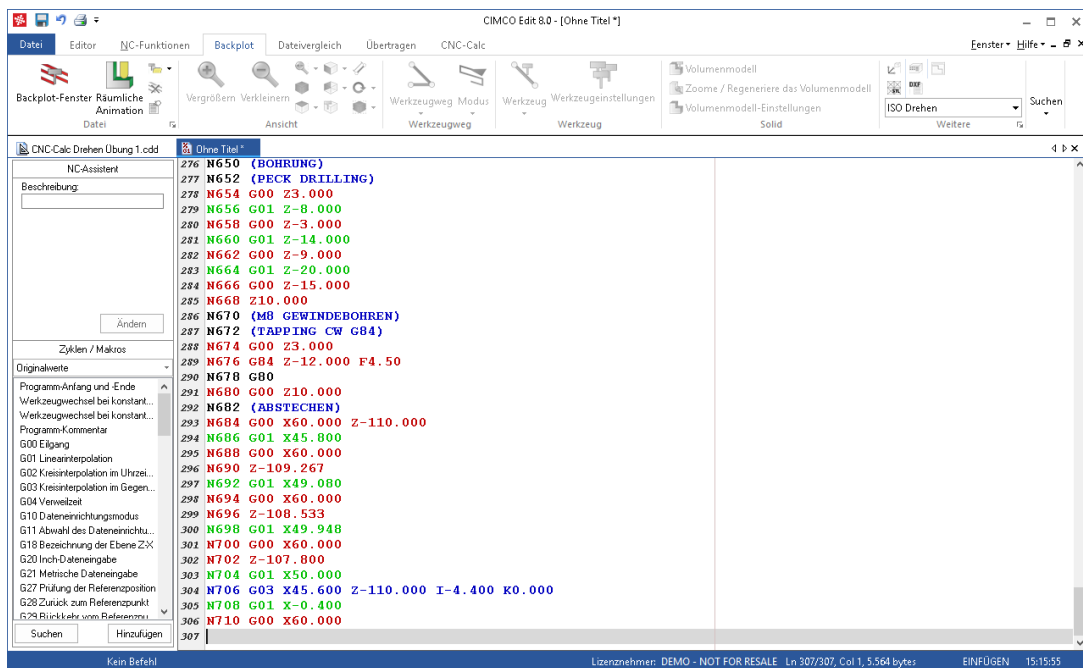 CIMCO Edit 8.0 - [Ohne Titel *]
Datei Editor NC-Funktionen Backplot Dateivergleich Übertragen CNC-Calc Fenster Hilfe
Backplot-Fenster Räumliche Animation
Datei
Vergrößern Verkleinern
Ansicht
Werkzeugweg Modus
Werkzeugweg
Werkzeug Werkzeugeinstellungen
Werkzeug
Volumenmodell
Zoome / Regeneriere das Volumenmodell
Volumenmodell-Einstellungen
Solid
DXF
ISO Drehen
Weitere
Suchen
CNC-Calc Drehen Übung 1.cdd
Ohne Titel *
NC-Assistent
Beschreibung:
Ändern
Zyklen / Makros
Originalwerte
Programm-Anfang und -Ende
Werkzeugwechsel bei konstant...
Werkzeugwechsel bei konstant...
Programm-Kommentar
G00 Eilgang
G01 Linearinterpolation
G02 Kreisinterpolation im Uhrzei...
G03 Kreisinterpolation im Gegen...
G04 Verweilzeit
G10 Dateneinrichtungsmodus
G11 Abwahl des Dateneinrichtu...
G18 Bezeichnung der Ebene Z-X
G20 Inch-Dateneingabe
G21 Metrische Dateneingabe
G27 Prüfung der Referenzposition
G28 Zurück zum Referenzpunkt
G29 Rückkehr vom Referenzpu...
Suchen Hinzufügen
276 N650 (BOHRUNG)
277 N652 (PECK DRILLING)
278 N654 G00 Z3.000
279 N656 G01 Z-8.000
280 N658 G00 Z-3.000
281 N660 G01 Z-14.000
282 N662 G00 Z-9.000
283 N664 G01 Z-20.000
284 N666 G00 Z-15.000
285 N668 Z10.000
286 N670 (M8 GEWINDEBOHREN)
287 N672 (TAPPING CW G84)
288 N674 G00 Z3.000
289 N676 G84 Z-12.000 F4.50
290 N678 G80
291 N680 G00 Z10.000
292 N682 (ABSTECHEN)
293 N684 G00 X60.000 Z-110.000
294 N686 G01 X45.800
295 N688 G00 X60.000
296 N690 Z-109.267
297 N692 G01 X49.080
298 N694 G00 X60.000
299 N696 Z-108.533
300 N698 G01 X49.948
301 N700 G00 X60.000
302 N702 Z-107.800
303 N704 G01 X50.000
304 N706 G03 X45.600 Z-110.000 I-4.400 K0.000
305 N708 G01 X-0.400
306 N710 G00 X60.000
307
Kein Befehl
Lizenznehmer: DEMO - NOT FOR RESALE Ln 307/307, Col 1, 5.564 bytes EINFÜGEN 15:15:55